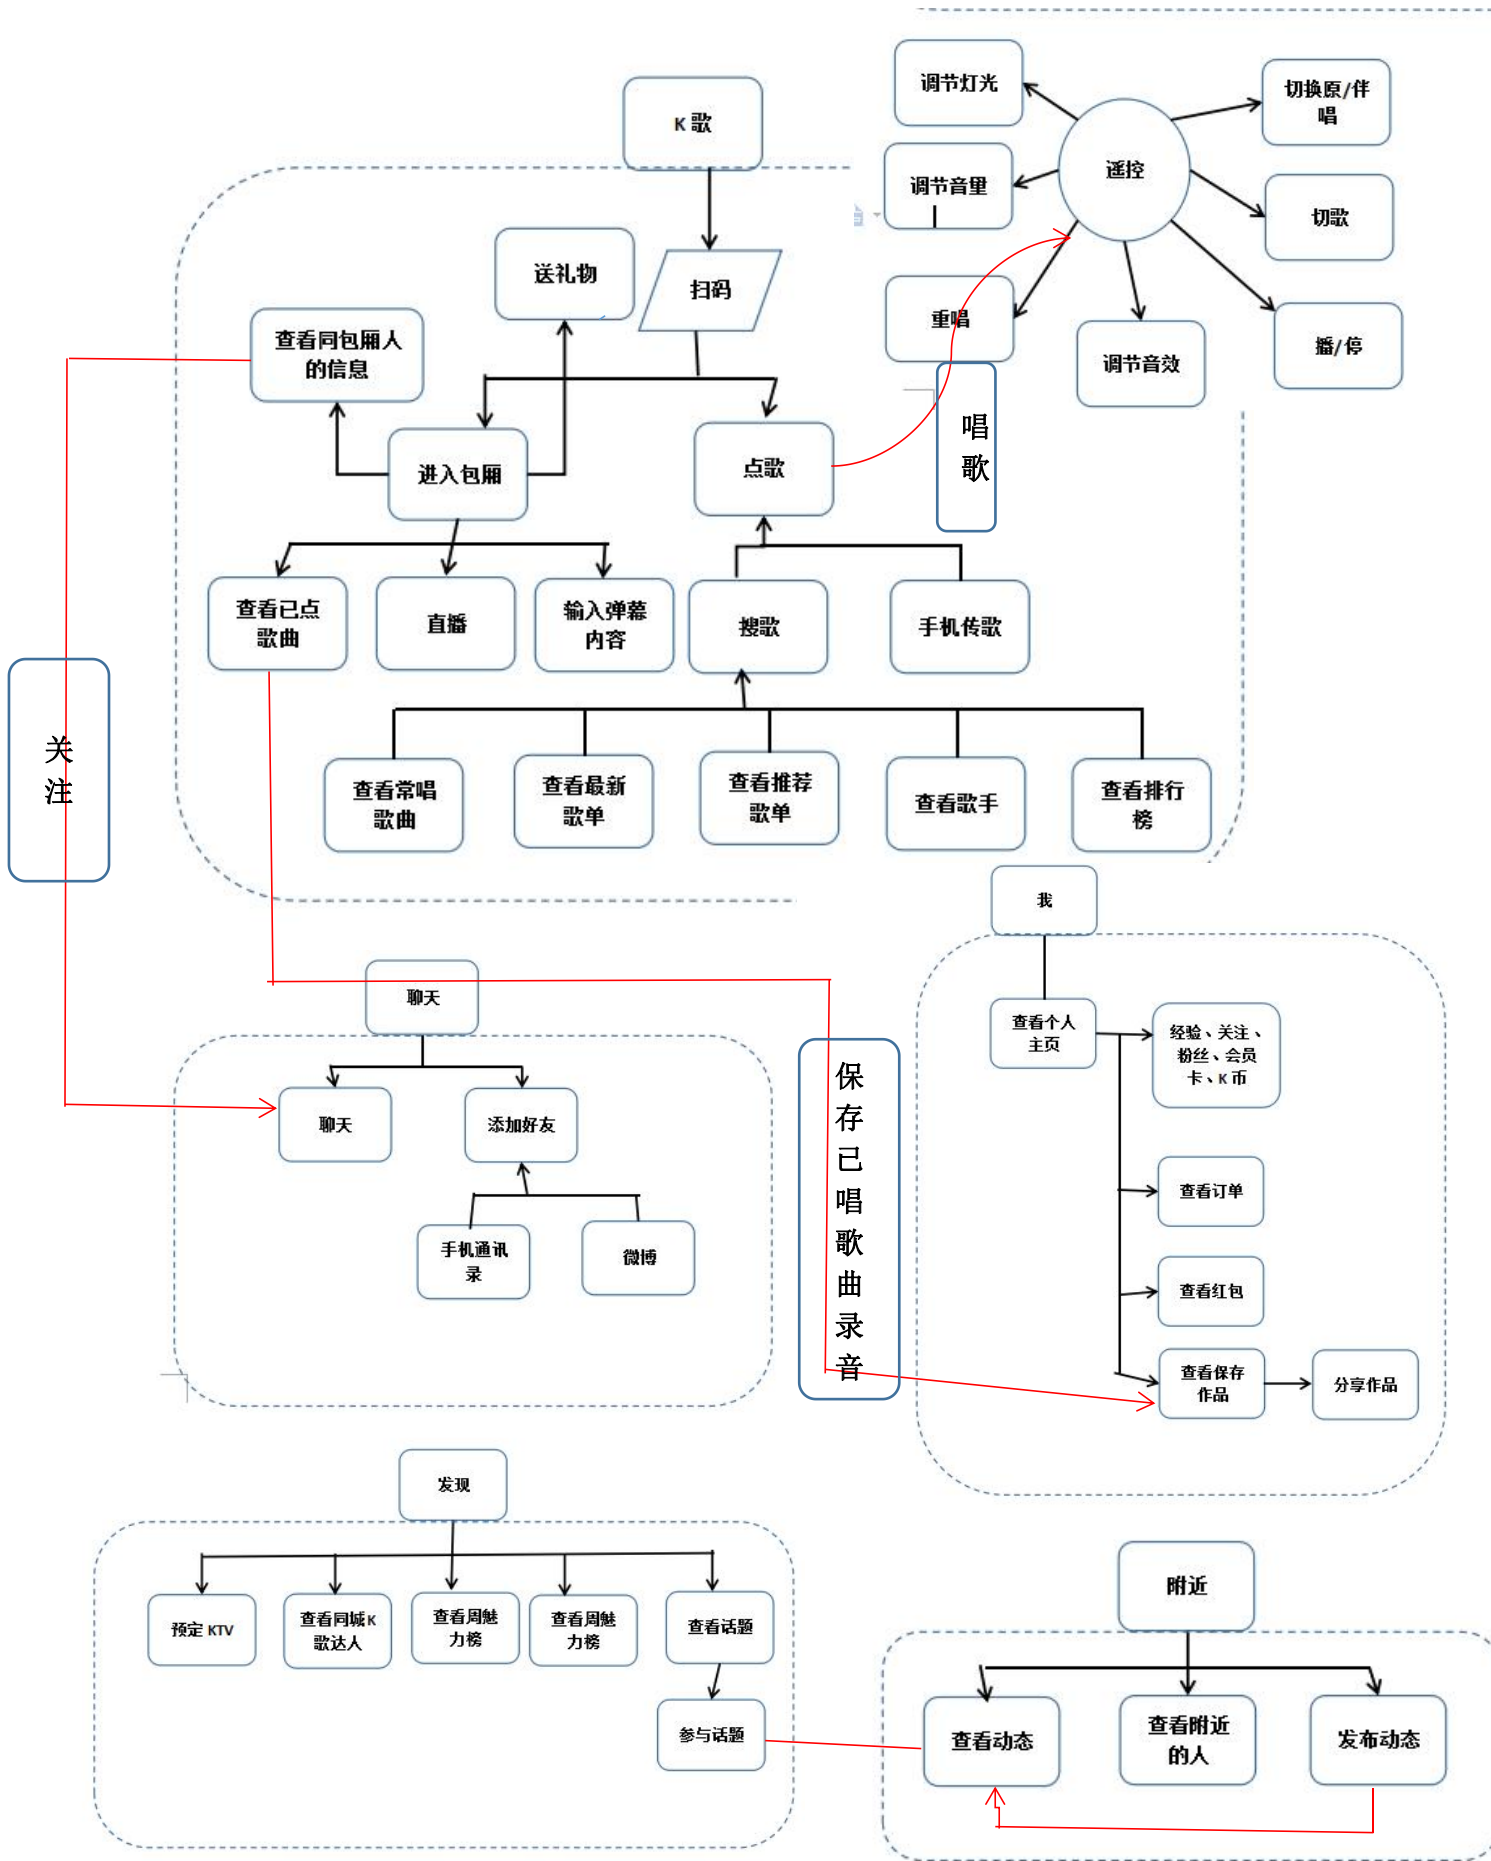 K 歌
扫码
送礼物
查看同包厢人
的信息
进入包厢
点歌
查看已点
歌曲
直播
输入弹幕
内容
搜歌
手机传歌
查看常唱
歌曲
查看最新
歌单
查看推荐
歌单
查看歌手
查看排行
榜
调节灯光
切换原/伴
唱
遥控
调节音量
切歌
重唱
调节音效
播/停
唱
歌
关
注
聊天
聊天
添加好友
手机通讯
录
微博
保
存
已
唱
歌
曲
录
音
我
查看个人
主页
经验、关注、
粉丝、会员
卡、K 币
查看订单
查看红包
查看保存
作品
分享作品
发现
预定 KTV
查看同城 K
歌达人
查看周魅
力榜
查看周魅
力榜
查看话题
参与话题
附近
查看动态
查看附近
的人
发布动态